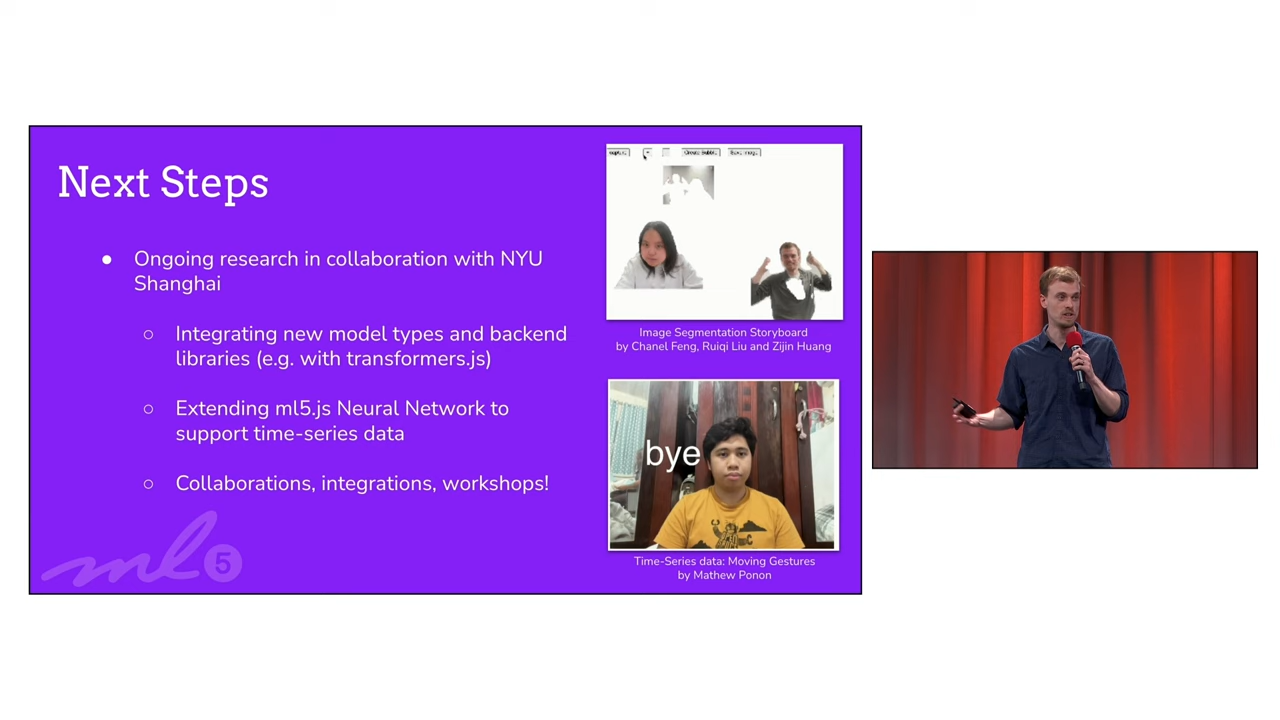 Next Steps
● Ongoing research in collaboration with NYU
Shanghai
○ Integrating new model types and backend
libraries (e.g. with transformers.js)
○ Extending ml5.js Neural Network to
support time-series data
○ Collaborations, integrations, workshops!
ml5
Image Segmentation Storyboard
by Chanel Feng, Ruiqi Liu and Zijin Huang
bye
Time-Series data: Moving Gestures
by Mathew Ponon